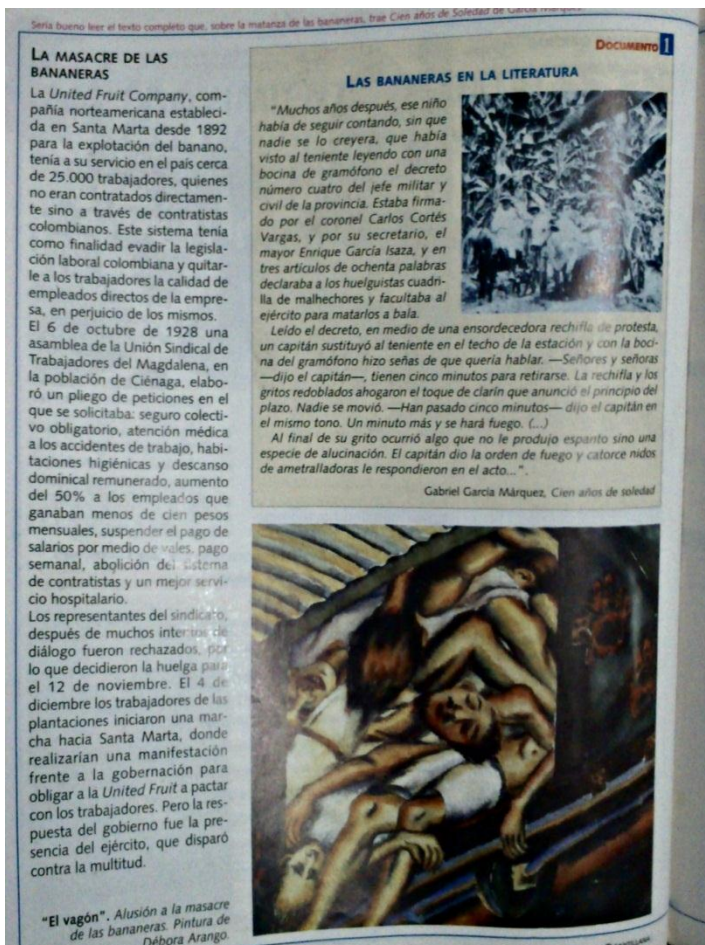 Sería bueno leer el texto completo que, sobre la matanza de las bananeras, trae Cien años de Soledad de García
LA MASACRE DE LAS
BANANERAS
La United Fruit Company, com-
pañía norteamericana estableci-
da en Santa Marta desde 1892
para la explotación del banano,
tenía a su servicio en el país cerca
de 25.000 trabajadores, quienes
no eran contratados directamen-
te sino a través de contratistas
colombianos. Este sistema tenía
como finalidad evadir la legisla-
ción laboral colombiana y quitar-
le a los trabajadores la calidad de
empleados directos de la empre-
sa, en perjuicio de los mismos.
El 6 de octubre de 1928 una
asamblea de la Unión Sindical de
Trabajadores del Magdalena, en
la población de Ciénaga, elabo-
ró un pliego de peticiones en el
que se solicitaba: seguro colecti-
vo obligatorio, atención médica
a los accidentes de trabajo, habi-
taciones higiénicas y descanso
dominical remunerado, aumento
del 50% a los empleados que
ganaban menos de cien pesos
mensuales, suspender el pago de
salarios por medio de vales, pago
semanal, abolición del sistema
de contratistas y un mejor servi-
cio hospitalario.
Los representantes del sindicato,
después de muchos intentos de
diálogo fueron rechazados, por
lo que decidieron la huelga para
el 12 de noviembre. El 4 de
diciembre los trabajadores de las
plantaciones iniciaron una mar-
cha hacia Santa Marta, donde
realizarían una manifestación
frente a la gobernación para
obligar a la United Fruit a pactar
con los trabajadores. Pero la res-
puesta del gobierno fue la pre-
sencia del ejército, que disparó
contra la multitud.
"El vagón". Alusión a la masacre
de las bananeras. Pintura de
Débora Arango.
DOCUMENTO 1
LAS BANANERAS EN LA LITERATURA
"Muchos años después, ese niño
había de seguir contando, sin que
nadie se lo creyera, que había
visto al teniente leyendo con una
bocina de gramófono el decreto
número cuatro del jefe militar y
civil de la provincia. Estaba firma-
do por el coronel Carlos Cortés
Vargas, y por su secretario, el
mayor Enrique García Isaza, y en
tres artículos de ochenta palabras
declaraba a los huelguistas cuadri-
lla de malhechores y facultaba al
ejército para matarlos a bala.
Leído el decreto, en medio de una ensordecedora rechifla de protesta,
un capitán sustituyó al teniente en el techo de la estación y con la boci-
na del gramófono hizo señas de que quería hablar. —Señores y señoras
—dijo el capitán—, tienen cinco minutos para retirarse. La rechifla y los
gritos redoblados ahogaron el toque de clarín que anunció el principio del
plazo. Nadie se movió. —Han pasado cinco minutos— dijo el capitán en
el mismo tono. Un minuto más y se hará fuego. (...)
Al final de su grito ocurrió algo que no le produjo espanto sino una
especie de alucinación. El capitán dio la orden de fuego y catorce nidos
de ametralladoras le respondieron en el acto...".
Gabriel García Márquez, Cien años de soledad